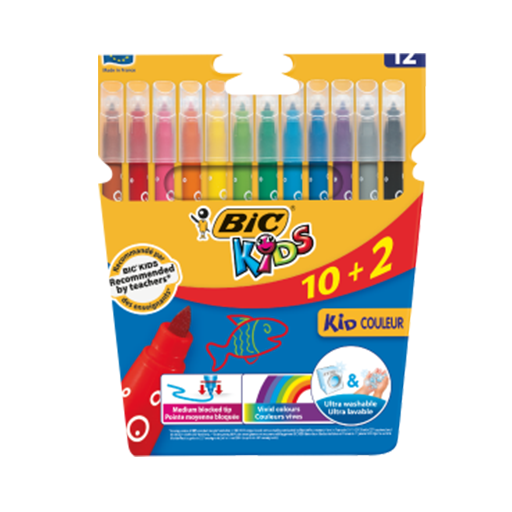 12
Made in France
BiC®
KiDS
10 + 2
Recommandé par
BIC® KIDS
Recommended
by teachers*
des enseignants*
Kid COULEUR
&
Medium blocked tip
Pointe moyenne bloquée
Vivid colours
Couleurs vives
Ultra washable
Ultra lavable